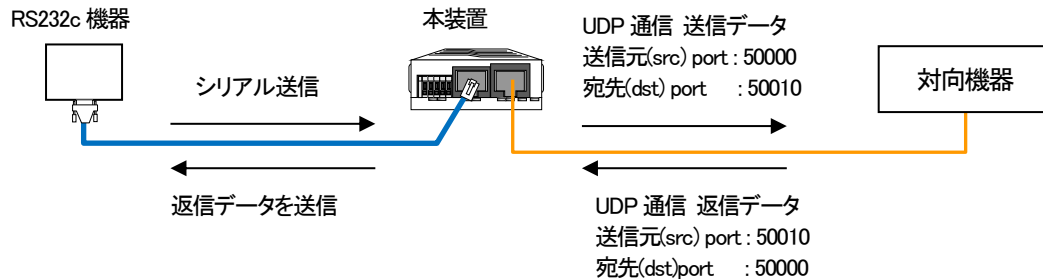 RS232c 機器
本装置
UDP 通信 送信データ
送信元(src) port : 50000
宛先(dst) port : 50010
対向機器
シリアル送信
返信データを送信
UDP 通信 返信データ
送信元(src) port : 50010
宛先(dst)port : 50000